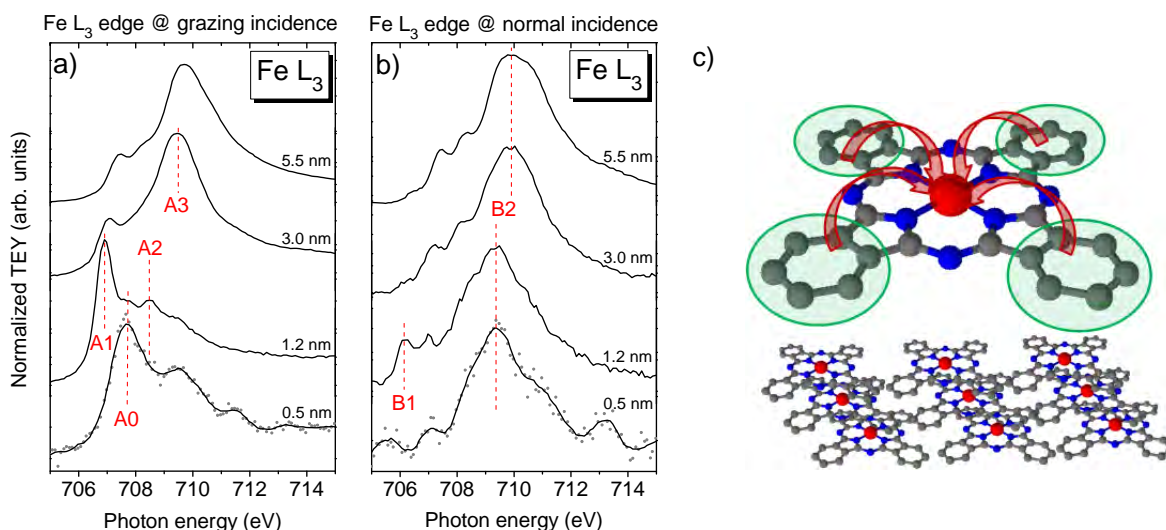 Fe L3 edge @ grazing incidence
a)
Fe L3
5.5 nm
A3
3.0 nm
A2
A1
1.2 nm
A0
0.5 nm
706 708 710 712 714
Photon energy (eV)
Normalized TEY (arb. units)
Fe L3 edge @ normal incidence
b)
Fe L3
5.5 nm
B2
3.0 nm
1.2 nm
B1
0.5 nm
706 708 710 712 714
Photon energy (eV)
c)